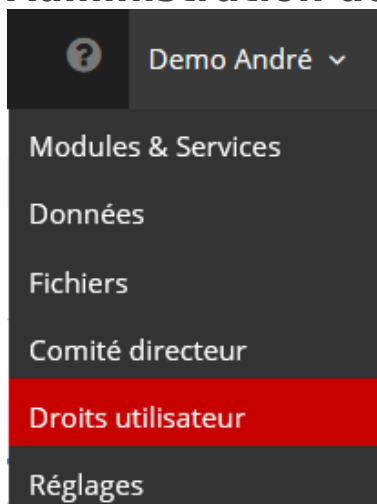 Demo André
Modules & Services
Données
Fichiers
Comité directeur
Droits utilisateur
Réglages